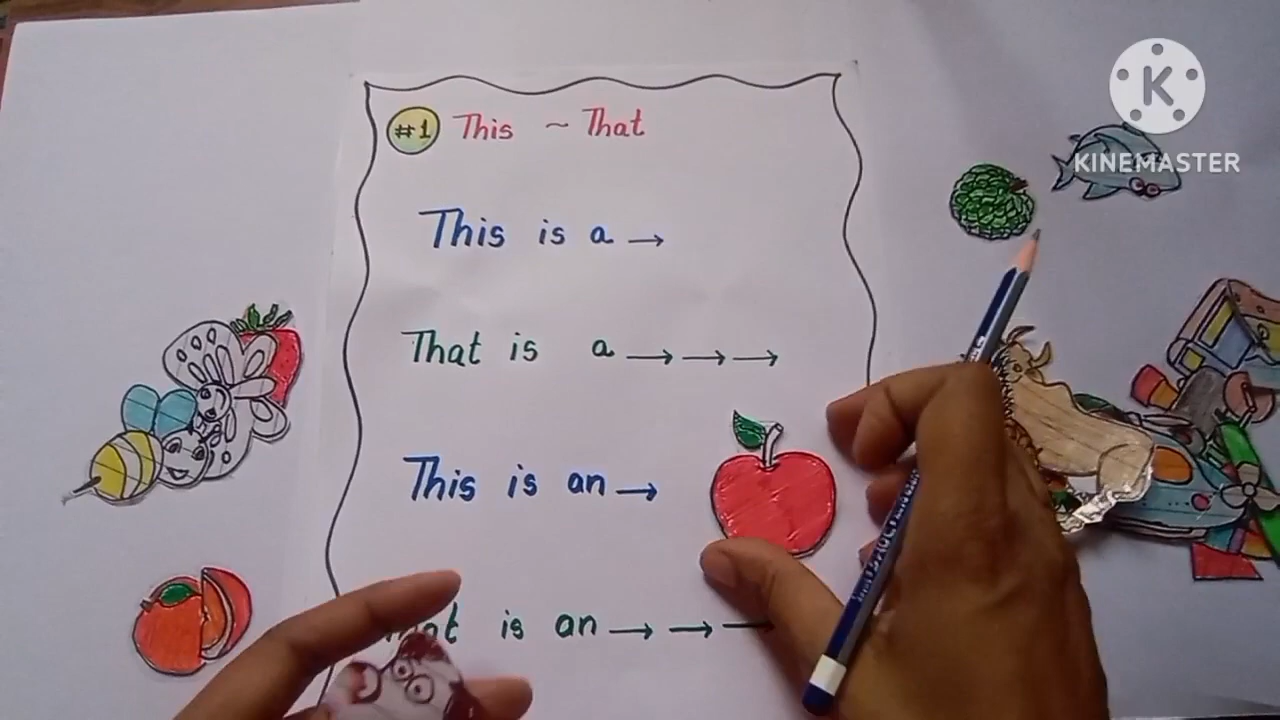 #1 This ~ That
This is a →
That is a → → →
This is an →
is an → → →
K
KINEMASTER